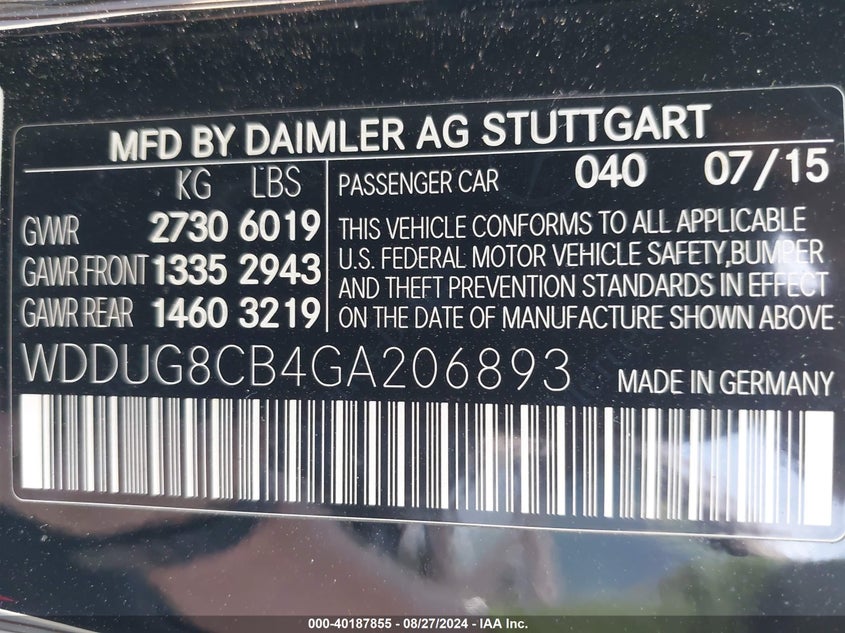 MFD BY DAIMLER AG STUTTGART
KG LBS
GVWR 2730 6019
GAWR FRONT 1335 2943
GAWR REAR 1460 3219
PASSENGER CAR 040 07/15
THIS VEHICLE CONFORMS TO ALL APPLICABLE
U.S. FEDERAL MOTOR VEHICLE SAFETY,BUMPER
AND THEFT PREVENTION STANDARDS IN EFFECT
ON THE DATE OF MANUFACTURE SHOWN ABOVE
WDDUG8CB4GA206893 MADE IN GERMANY
000-40187855 - 08/27/2024 - IAA Inc.